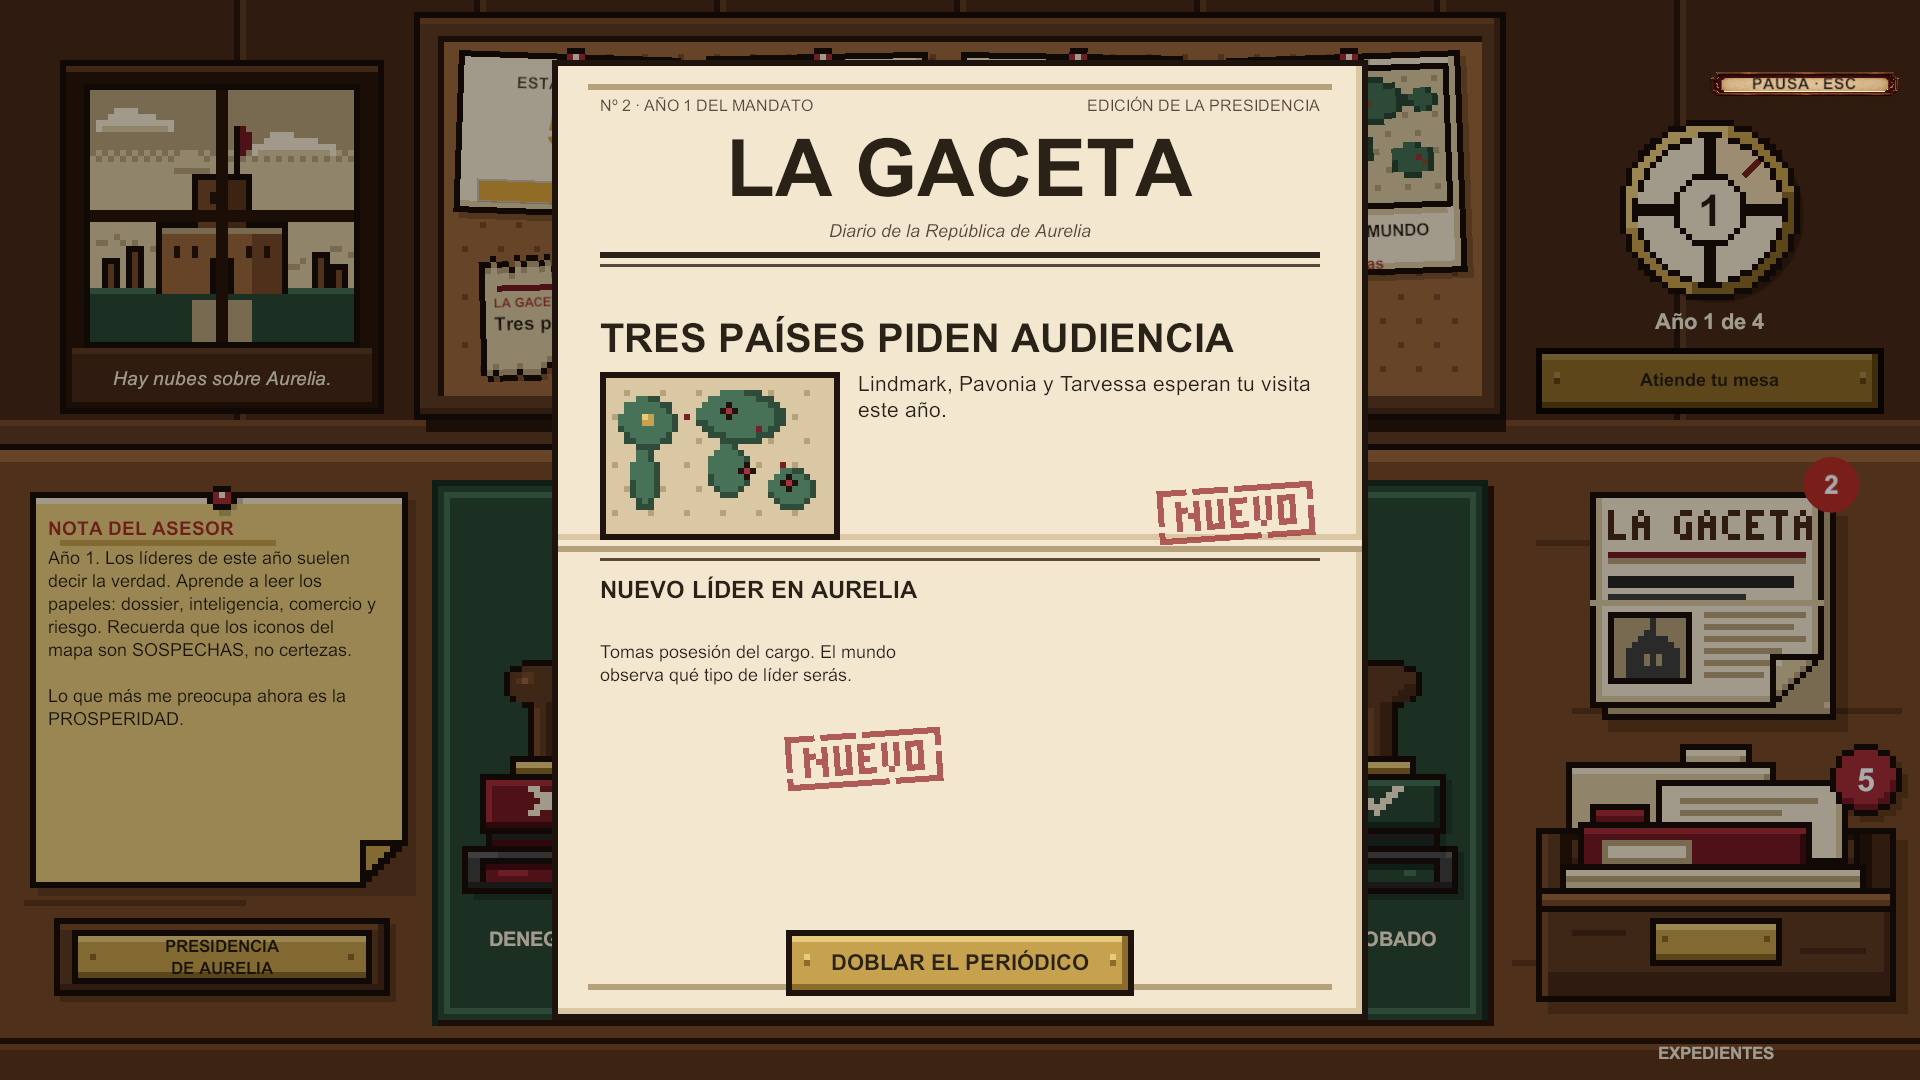 Nº 2 · AÑO 1 DEL MANDATO
EDICIÓN DE LA PRESIDENCIA
LA GACETA
Diario de la República de Aurelia
TRES PAÍSES PIDEN AUDIENCIA
Lindmark, Pavonia y Tarvessa esperan tu visita
este año.
NUEVO
NUEVO LÍDER EN AURELIA
Tomas posesión del cargo. El mundo
observa qué tipo de líder serás.
NUEVO
DOBLAR EL PERIÓDICO
Hay nubes sobre Aurelia.
NOTA DEL ASESOR
Año 1. Los líderes de este año suelen
decir la verdad. Aprende a leer los
papeles: dossier, inteligencia, comercio y
riesgo. Recuerda que los iconos del
mapa son SOSPECHAS, no certezas.
Lo que más me preocupa ahora es la
PROSPERIDAD.
PRESIDENCIA
DE AURELIA
LA GACE
Tres p
MUNDO
PAUSA · ESC
1
Año 1 de 4
Atiende tu mesa
2
LA GACETA
5
EXPEDIENTES